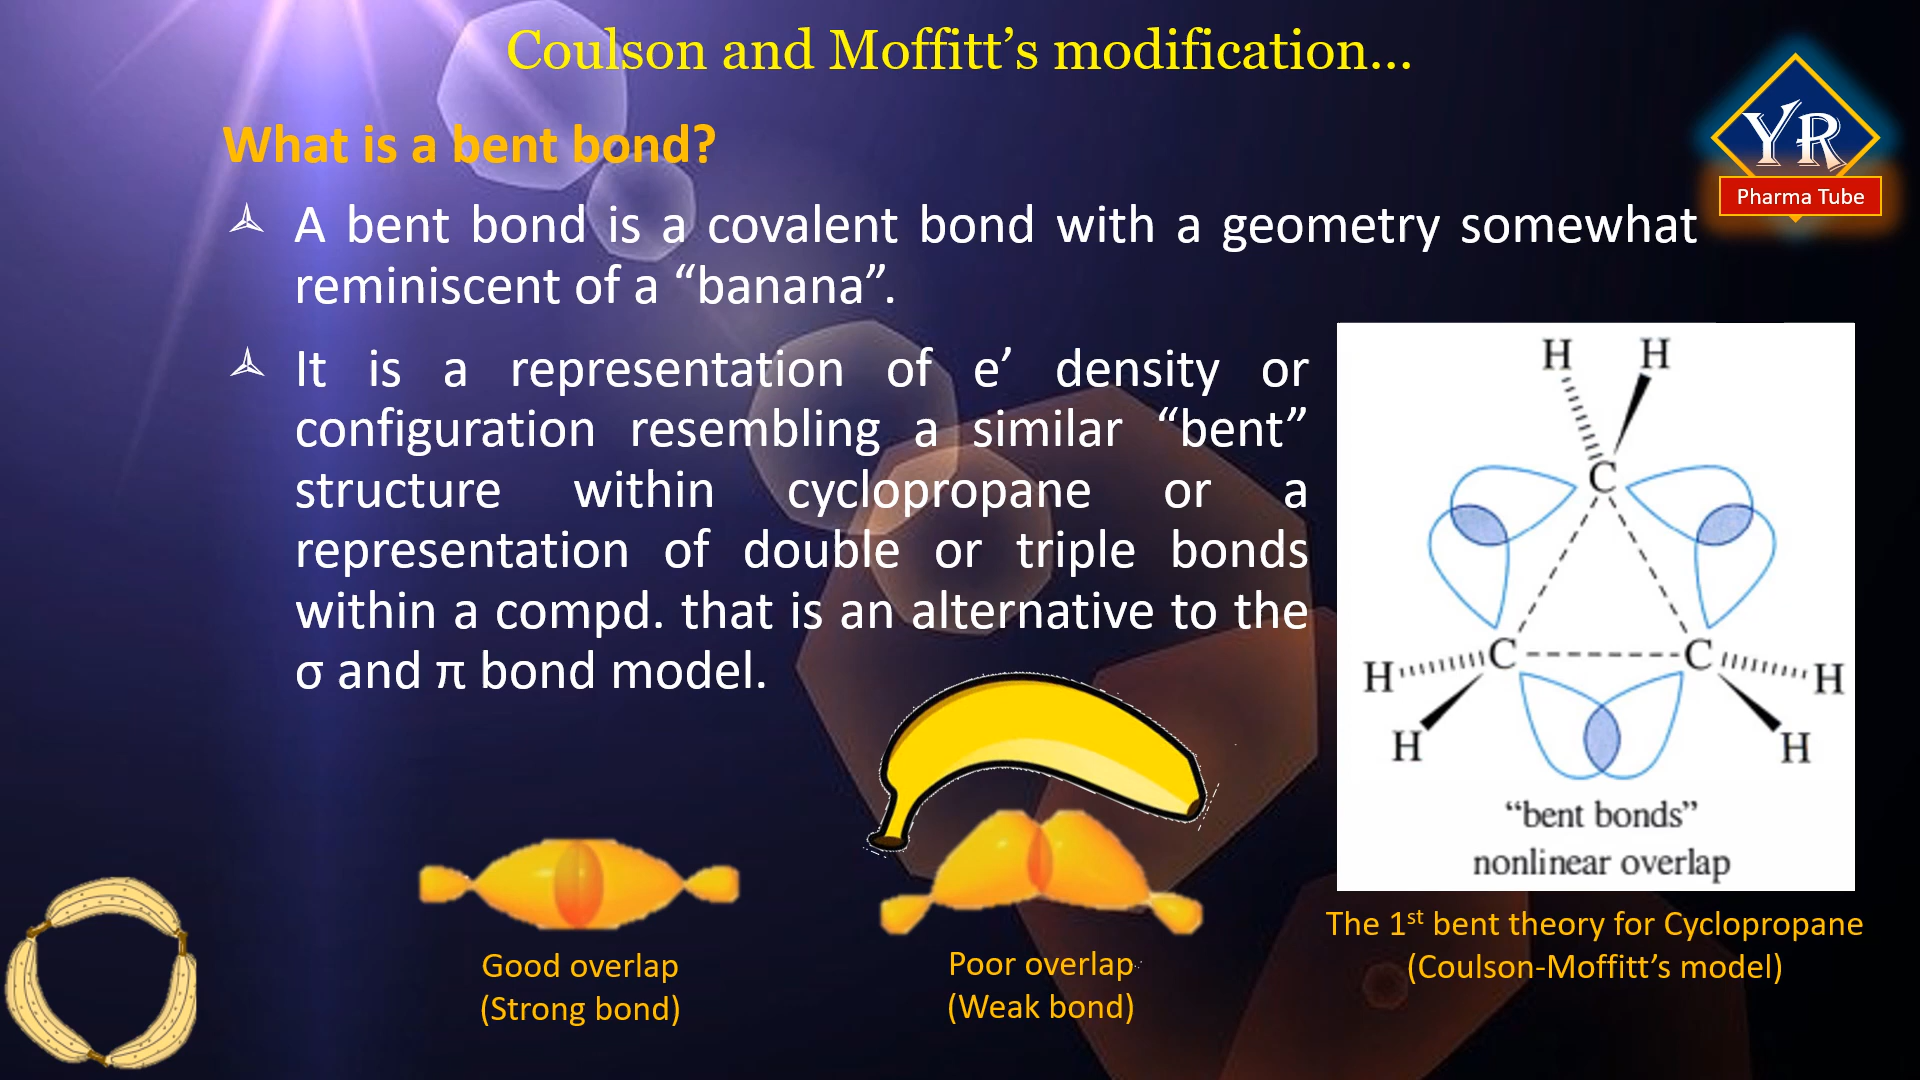 Coulson and Moffitt’s modification...
YR
Pharma Tube
What is a bent bond?
A bent bond is a covalent bond with a geometry somewhat
reminiscent of a “banana”.
It is a representation of e’ density or
configuration resembling a similar “bent”
structure within cyclopropane or a
representation of double or triple bonds
within a compd. that is an alternative to the
σ and π bond model.
H H
C
H C C H
H H
“bent bonds”
nonlinear overlap
The 1st bent theory for Cyclopropane
(Coulson-Moffitt’s model)
Good overlap
(Strong bond)
Poor overlap
(Weak bond)